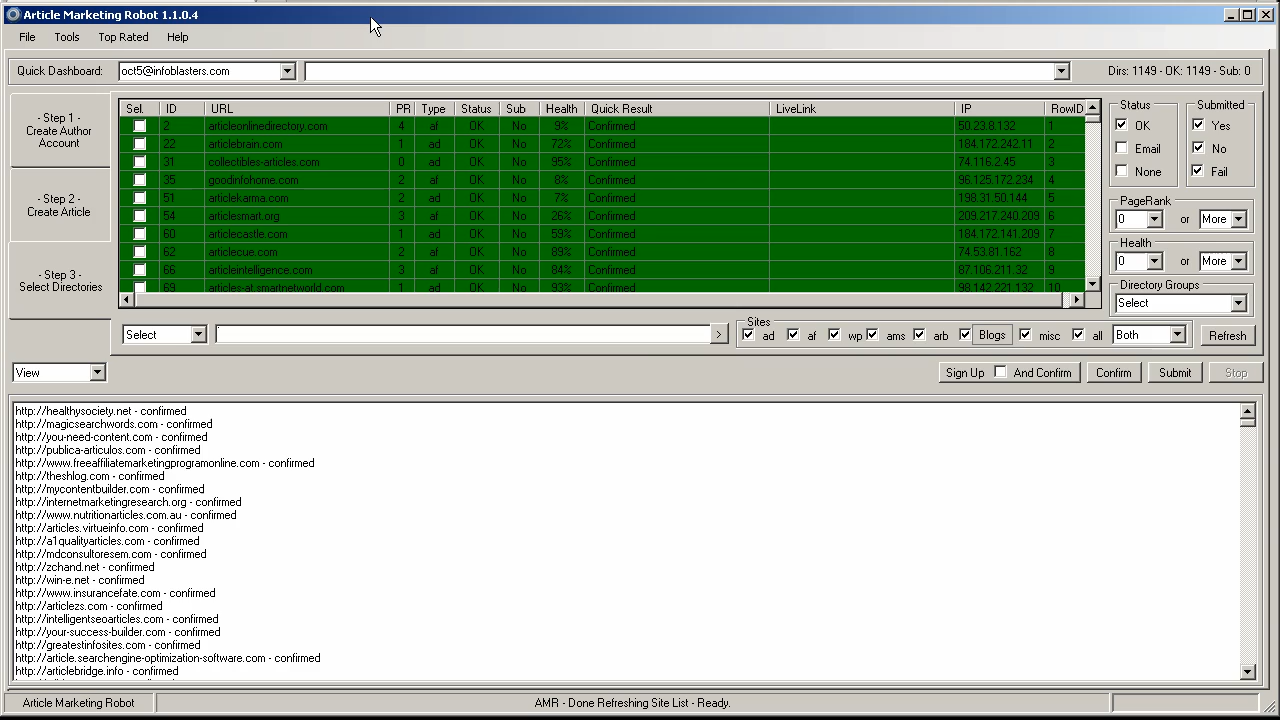 Article Marketing Robot 1.1.0.4
File Tools Top Rated Help
Quick Dashboard: oct5@infoblasters.com Dirs: 1149 - OK: 1149 - Sub: 0
- Step 1 -
Create Author
Account
- Step 2 -
Create Article
- Step 3 -
Select Directories
Sel. ID URL PR Type Status Sub Health Quick Result LiveLink IP RowID
2 articleonlinedirectory.com 4 af OK No 9% Confirmed 50.23.8.132 1
22 articlebrain.com 1 ad OK No 72% Confirmed 184.172.242.11 2
31 collectibles-articles.com 0 ad OK No 95% Confirmed 74.116.2.45 3
35 goodinfohome.com 2 af OK No 8% Confirmed 96.125.172.234 4
51 articlekarma.com 2 ad OK No 7% Confirmed 198.31.50.144 5
54 articlesmart.org 3 af OK No 26% Confirmed 209.217.240.209 6
60 articlecastle.com 1 ad OK No 59% Confirmed 184.172.141.209 7
62 articlecue.com 2 af OK No 89% Confirmed 74.53.81.162 8
66 articleintelligence.com 3 af OK No 84% Confirmed 87.106.211.32 9
69 articles-at.smartnetworld.com 1 ad OK No 93% Confirmed 98.142.221.132 10
Status
OK
Email
None
Submitted
Yes
No
Fail
PageRank
0 or More
Health
0 or More
Directory Groups
Select
Select > Sites ad af wp ams arb Blogs misc all Both Refresh
View Sign Up And Confirm Confirm Submit Stop
http://healthysociety.net - confirmed
http://magicsearchwords.com - confirmed
http://you-need-content.com - confirmed
http://publica-articulos.com - confirmed
http://www.freeaffiliatemarketingprogramonline.com - confirmed
http://theshlog.com - confirmed
http://mycontentbuilder.com - confirmed
http://internetmarketingresearch.org - confirmed
http://www.nutritionarticles.com.au - confirmed
http://articles.virtueinfo.com - confirmed
http://a1qualityarticles.com - confirmed
http://mdconsultoresem.com - confirmed
http://zchand.net - confirmed
http://win-e.net - confirmed
http://www.insurancefate.com - confirmed
http://articlezs.com - confirmed
http://intelligentseoarticles.com - confirmed
http://your-success-builder.com - confirmed
http://greatestinfosites.com - confirmed
http://article.searchengine-optimization-software.com - confirmed
http://articlebridge.info - confirmed
Article Marketing Robot AMR - Done Refreshing Site List - Ready.